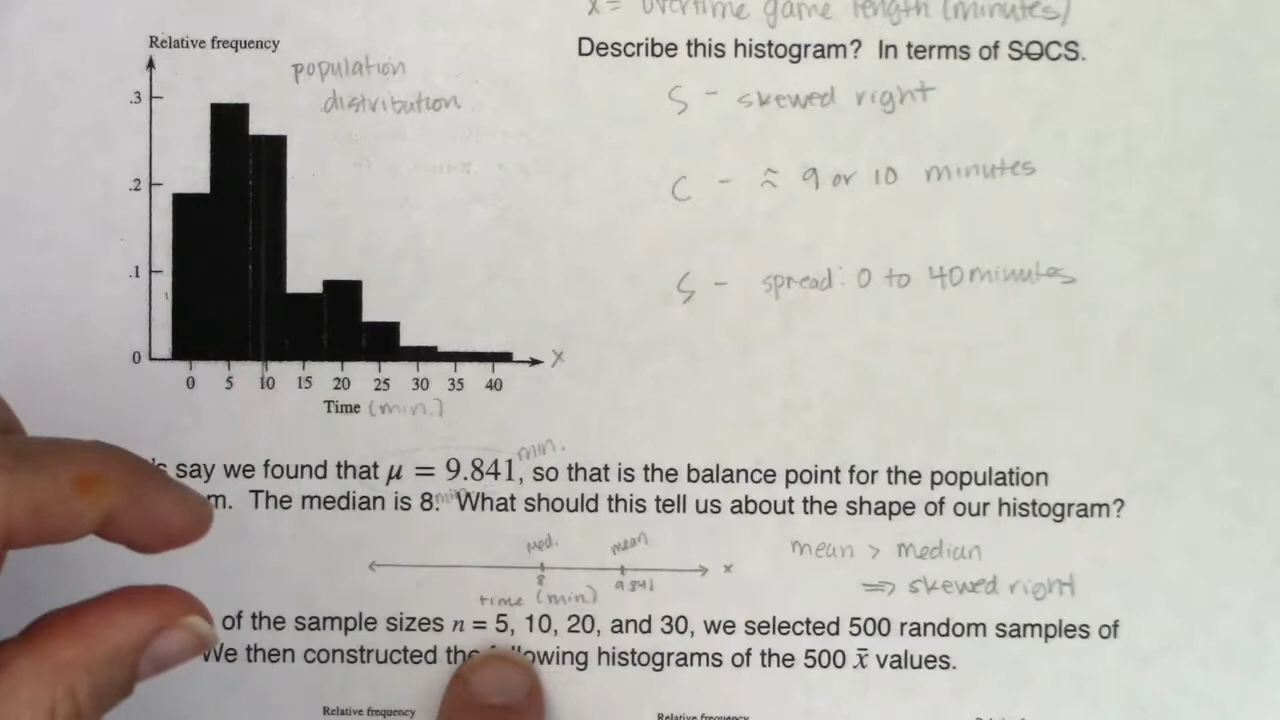 x = overtime game length (minutes)
Relative frequency
Describe this histogram? In terms of SOCS.
population
distribution
S - skewed right
C - ≈ 9 or 10 minutes
S - spread: 0 to 40 minutes
.3
.2
.1
0
X
0 5 10 15 20 25 30 35 40
Time (min.)
min.
say we found that μ = 9.841, so that is the balance point for the population
The median is 8. min What should this tell us about the shape of our histogram?
Med. mean
x
8 9.841
time (min)
mean > median
⇒ skewed right
of the sample sizes n = 5, 10, 20, and 30, we selected 500 random samples of
We then constructed the following histograms of the 500 x̄ values.
Relative frequency Relative frequency